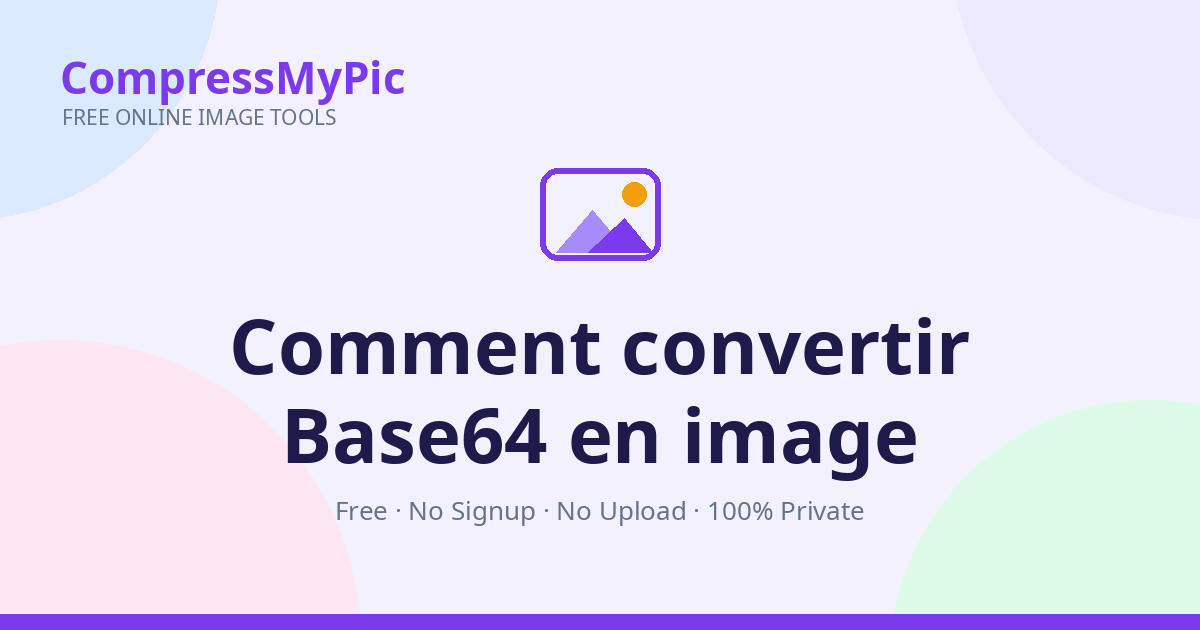 CompressMyPic
FREE ONLINE IMAGE TOOLS
Comment convertir
Base64 en image
Free · No Signup · No Upload · 100% Private